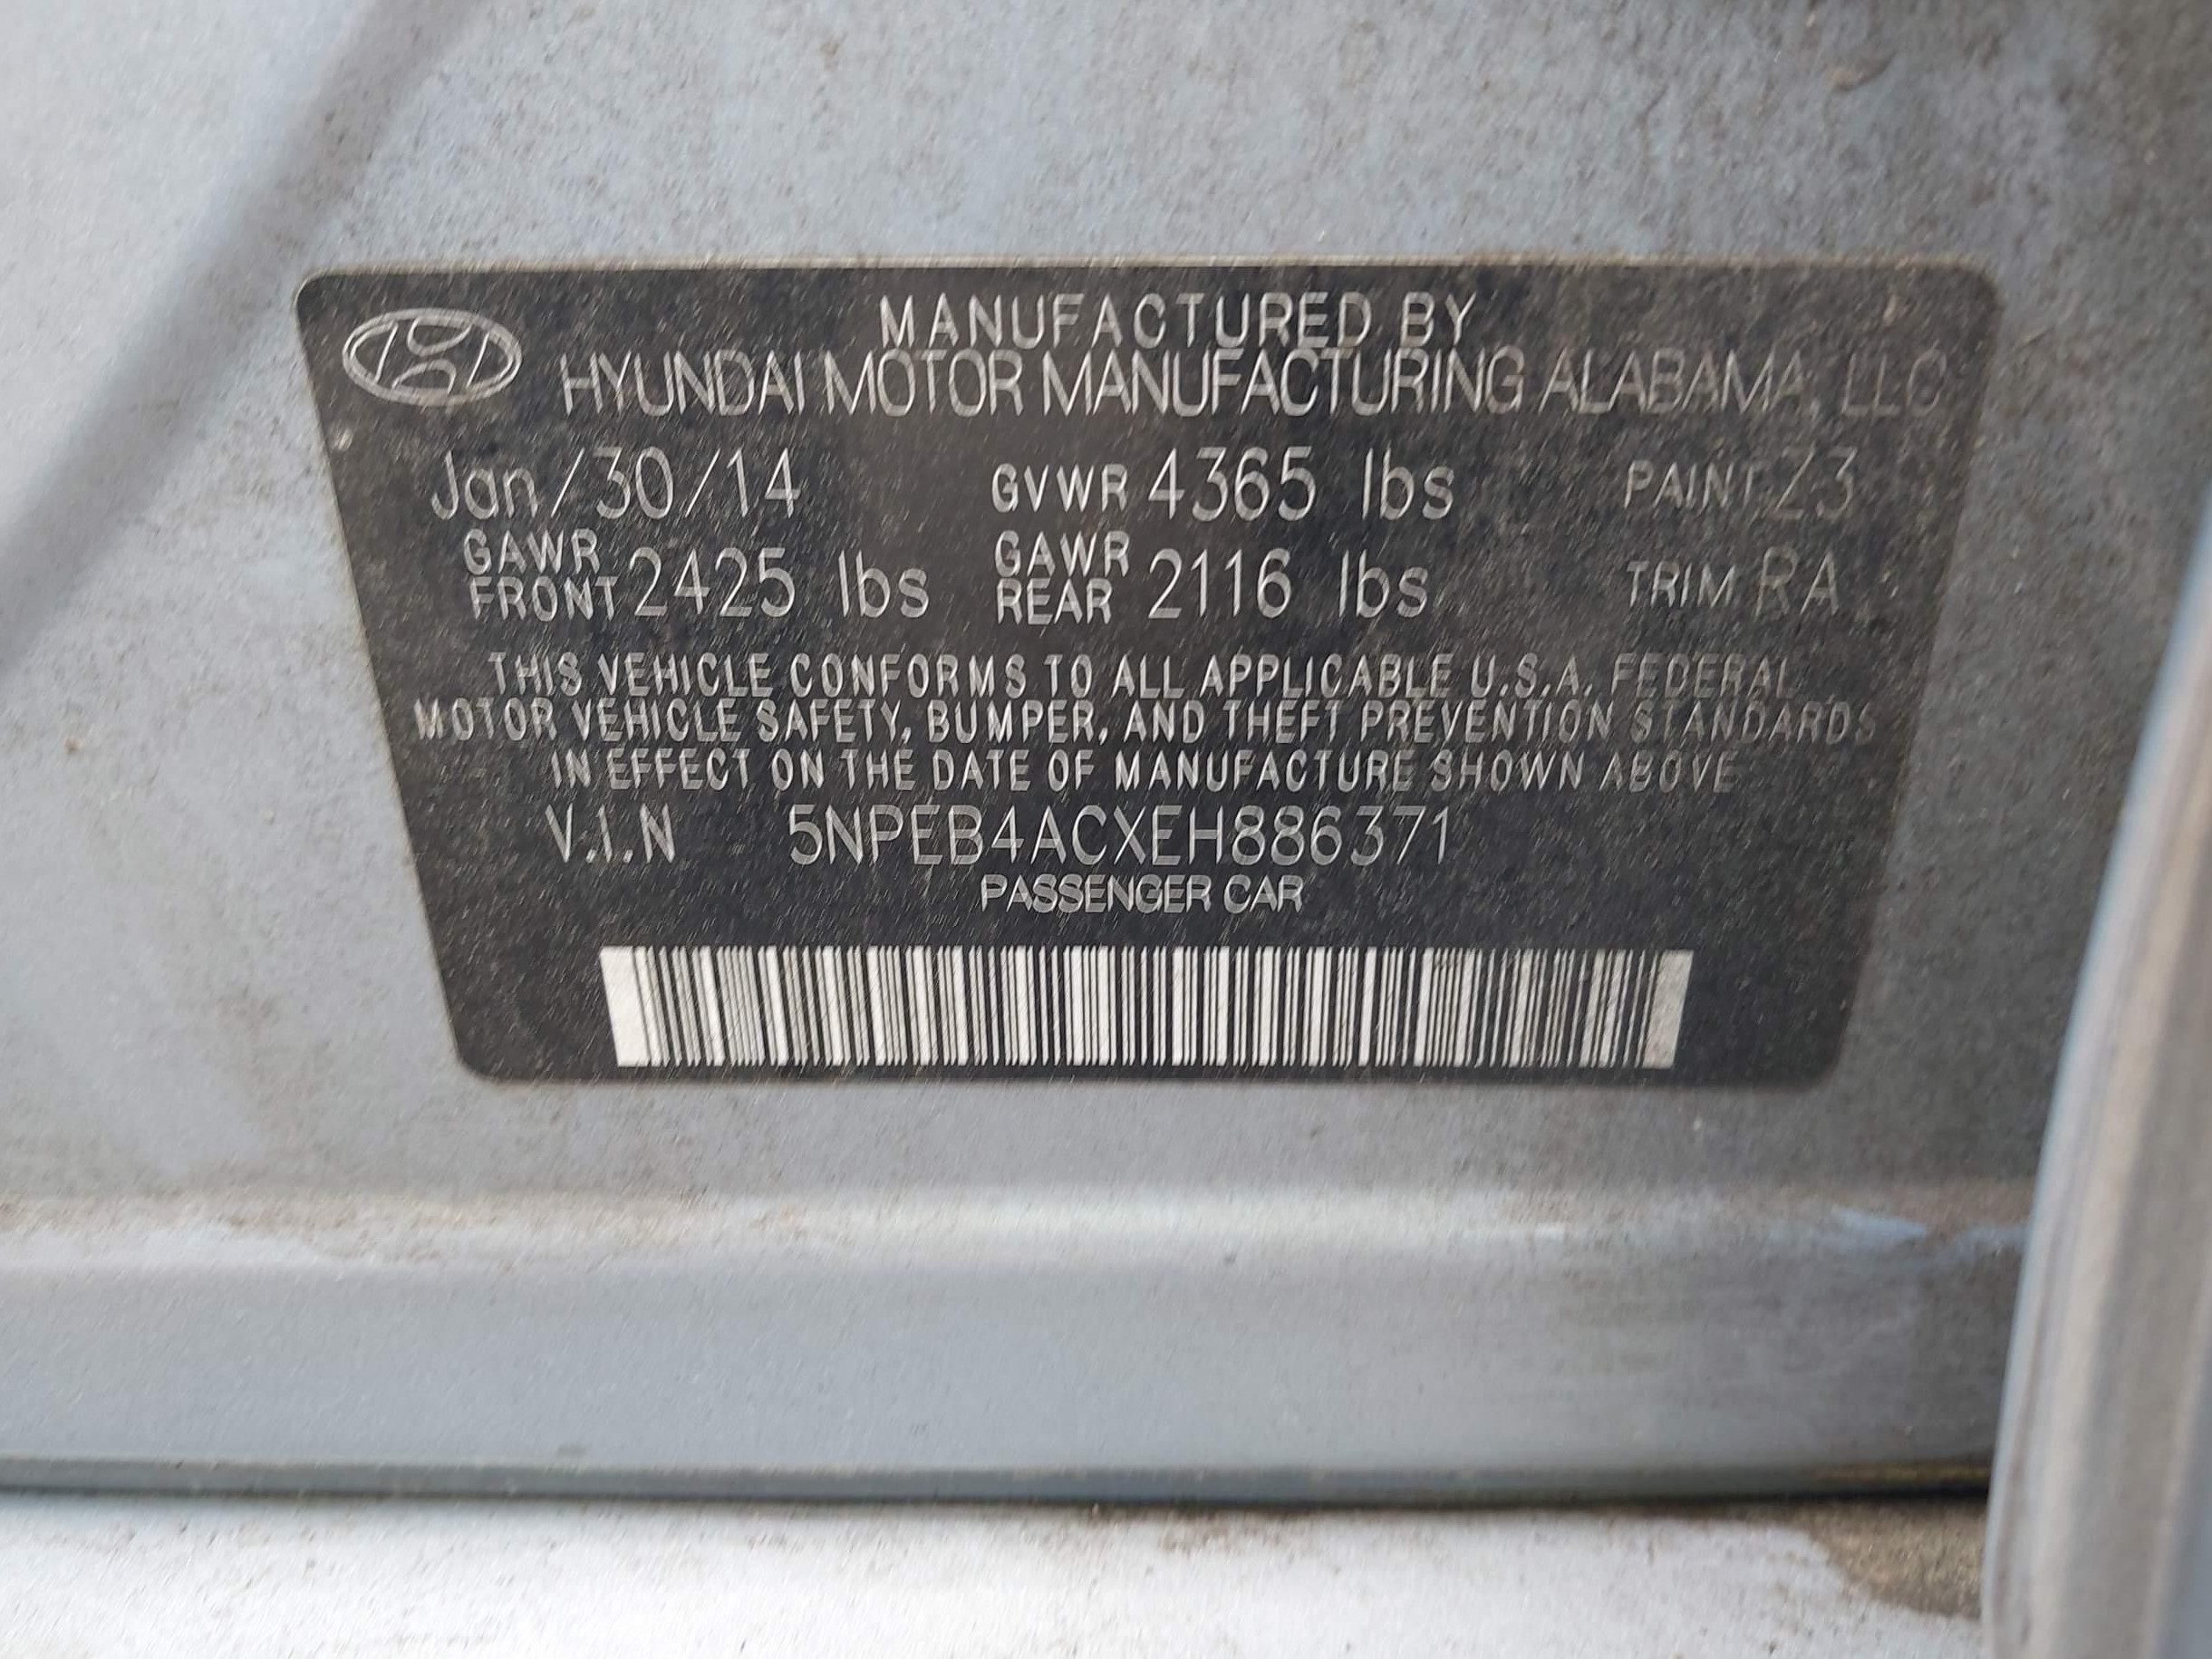 MANUFACTURED BY
HYUNDAI MOTOR MANUFACTURING ALABAMA, LLC
Jan/30/14 GVWR 4365 lbs PAINT Z3
GAWR FRONT 2425 lbs GAWR REAR 2116 lbs TRIM RA
THIS VEHICLE CONFORMS TO ALL APPLICABLE U.S.A. FEDERAL
MOTOR VEHICLE SAFETY, BUMPER, AND THEFT PREVENTION STANDARDS
IN EFFECT ON THE DATE OF MANUFACTURE SHOWN ABOVE
V.I.N 5NPEB4ACXEH886371
PASSENGER CAR